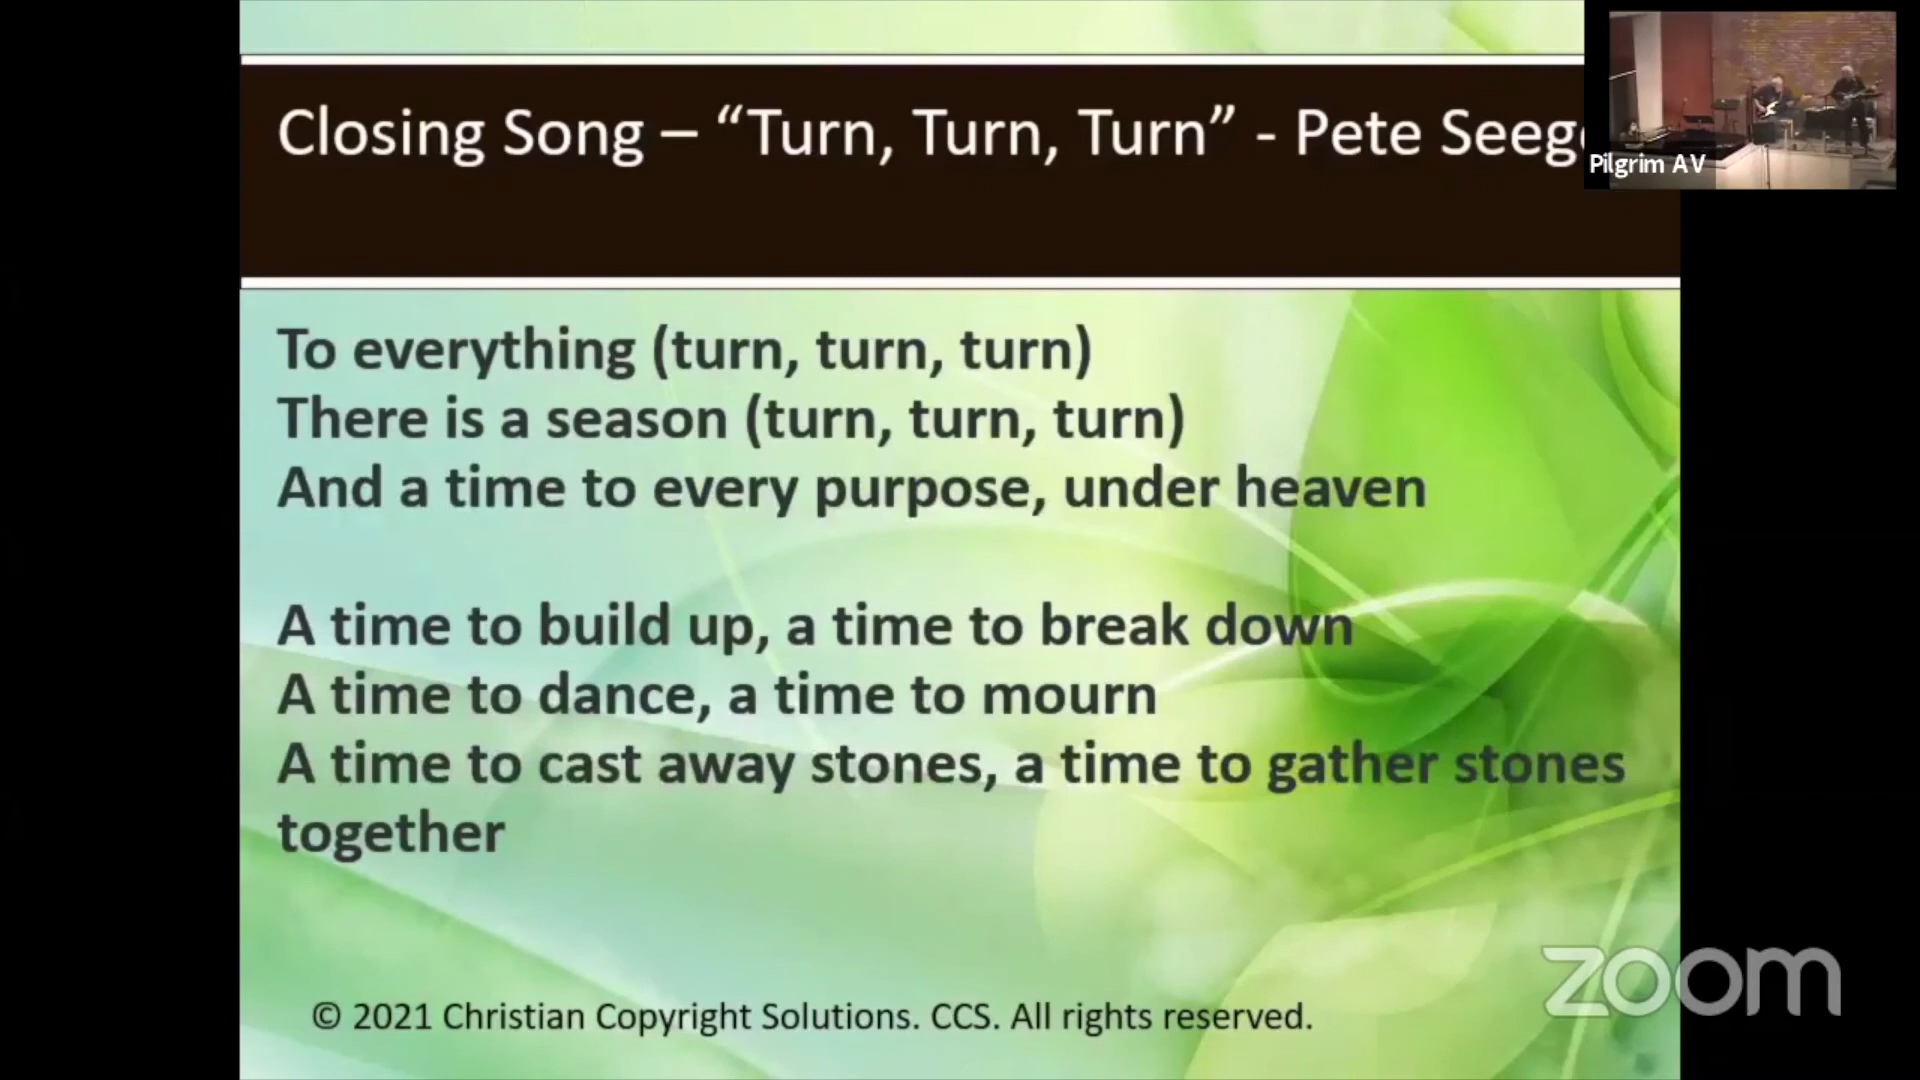 Closing Song – “Turn, Turn, Turn” - Pete Seeg
Pilgrim AV
To everything (turn, turn, turn)
There is a season (turn, turn, turn)
And a time to every purpose, under heaven
A time to build up, a time to break down
A time to dance, a time to mourn
A time to cast away stones, a time to gather stones
together
© 2021 Christian Copyright Solutions. CCS. All rights reserved.
zoom